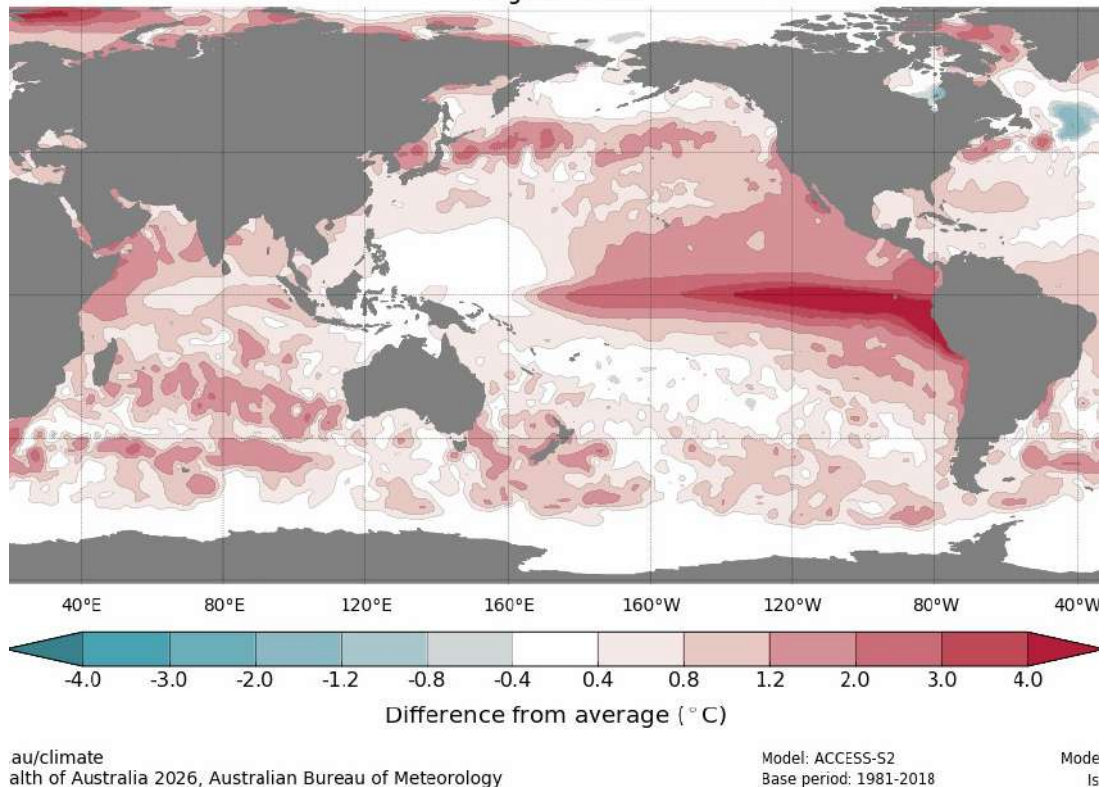 40°E 80°E 120°E 160°E 160°W 120°W 80°W 40°W
-4.0 -3.0 -2.0 -1.2 -0.8 -0.4 0.4 0.8 1.2 2.0 3.0 4.0
Difference from average (°C)
.au/climate
alth of Australia 2026, Australian Bureau of Meteorology
Model: ACCESS-S2
Base period: 1981-2018
Mode
Is